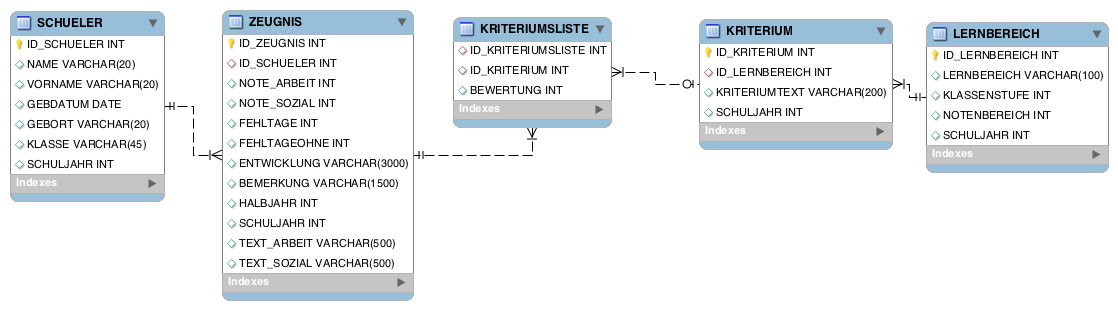 SCHUELER
ID_SCHUELER INT
NAME VARCHAR(20)
VORNAME VARCHAR(20)
GEBDATUM DATE
GEBORT VARCHAR(20)
KLASSE VARCHAR(45)
SCHULJAHR INT
Indexes
ZEUGNIS
ID_ZEUGNIS INT
ID_SCHUELER INT
NOTE_ARBEIT INT
NOTE_SOZIAL INT
FEHLTAGE INT
FEHLTAGEOHNE INT
ENTWICKLUNG VARCHAR(3000)
BEMERKUNG VARCHAR(1500)
HALBJAHR INT
SCHULJAHR INT
TEXT_ARBEIT VARCHAR(500)
TEXT_SOZIAL VARCHAR(500)
Indexes
KRITERIUMSLISTE
ID_KRITERIUMSLISTE INT
ID_KRITERIUM INT
BEWERTUNG INT
Indexes
KRITERIUM
ID_KRITERIUM INT
ID_LERNBEREICH INT
KRITERIUMTEXT VARCHAR(200)
SCHULJAHR INT
Indexes
LERNBEREICH
ID_LERNBEREICH INT
LERNBEREICH VARCHAR(100)
KLASSENSTUFE INT
NOTENBEREICH INT
SCHULJAHR INT
Indexes